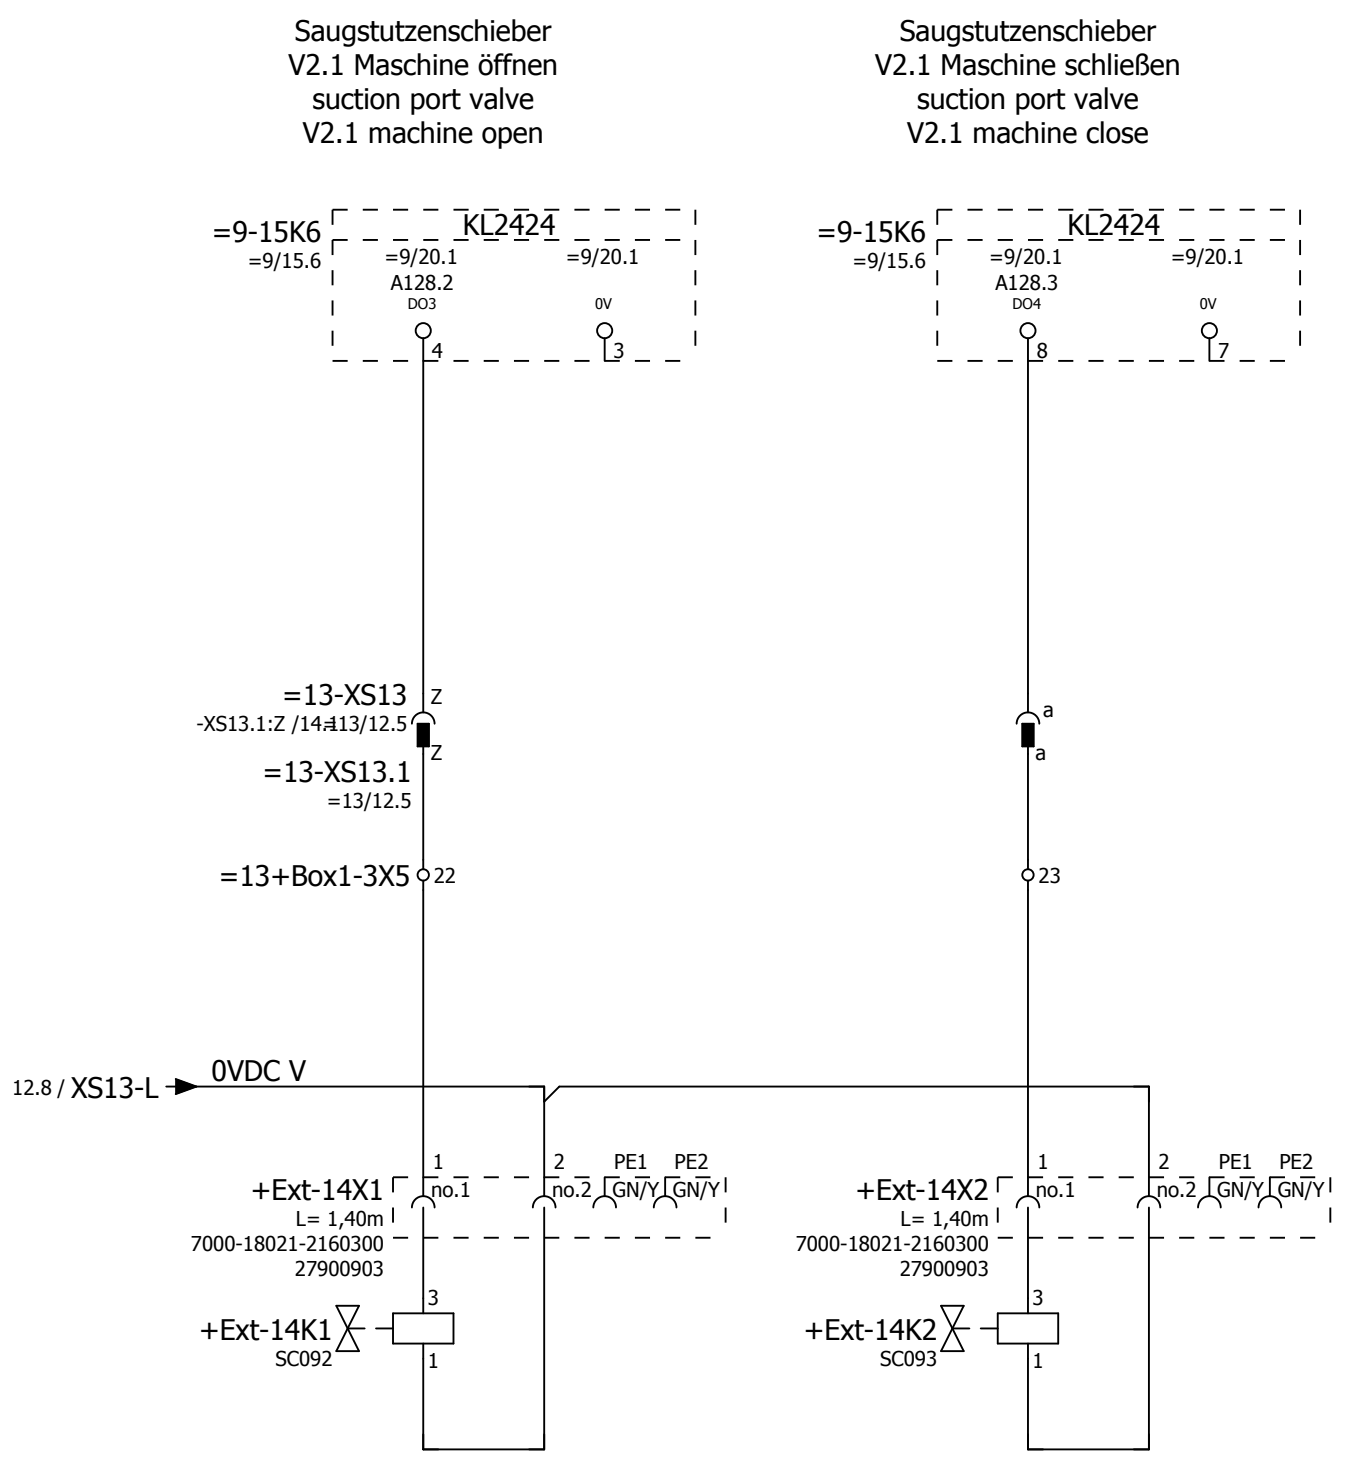 Saugstutzenschieber
V2.1 Maschine öffnen
suction port valve
V2.1 machine open
Saugstutzenschieber
V2.1 Maschine schließen
suction port valve
V2.1 machine close
=9-15K6
=9/15.6
KL2424
=9/20.1
=9/20.1
A128.2
DO3
0V
4
3
=9-15K6
=9/15.6
KL2424
=9/20.1
=9/20.1
A128.3
DO4
0V
8
7
=13-XS13
Z
=13/12.5
Z
=13-XS13.1
=13/12.5
a
a
=13+Box1-3X5
22
23
12.8 / XS13-L
0VDC V
+Ext-14X1
L= 1,40m
7000-18021-2160300
27900903
1
no.1
2
no.2
PE1
GN/Y
PE2
GN/Y
+Ext-14K1
SC092
3
1
+Ext-14X2
L= 1,40m
7000-18021-2160300
27900903
1
no.1
2
no.2
PE1
GN/Y
PE2
GN/Y
+Ext-14K2
SC093
3
1